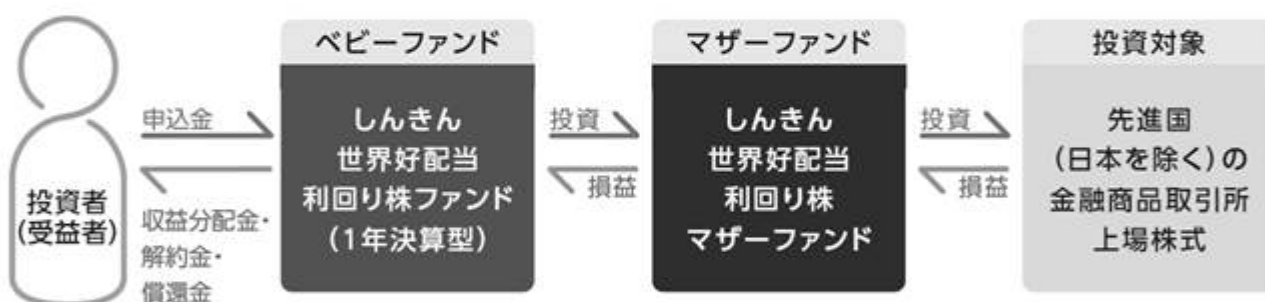 投資者
(受益者)
申込金
収益分配金・
解約金・
償還金
ベビーファンド
しんきん
世界好配当
利回り株ファンド
(1年決算型)
投資
損益
マザーファンド
しんきん
世界好配当
利回り株
マザーファンド
投資
損益
投資対象
先進国
(日本を除く)の
金融商品取引所
上場株式